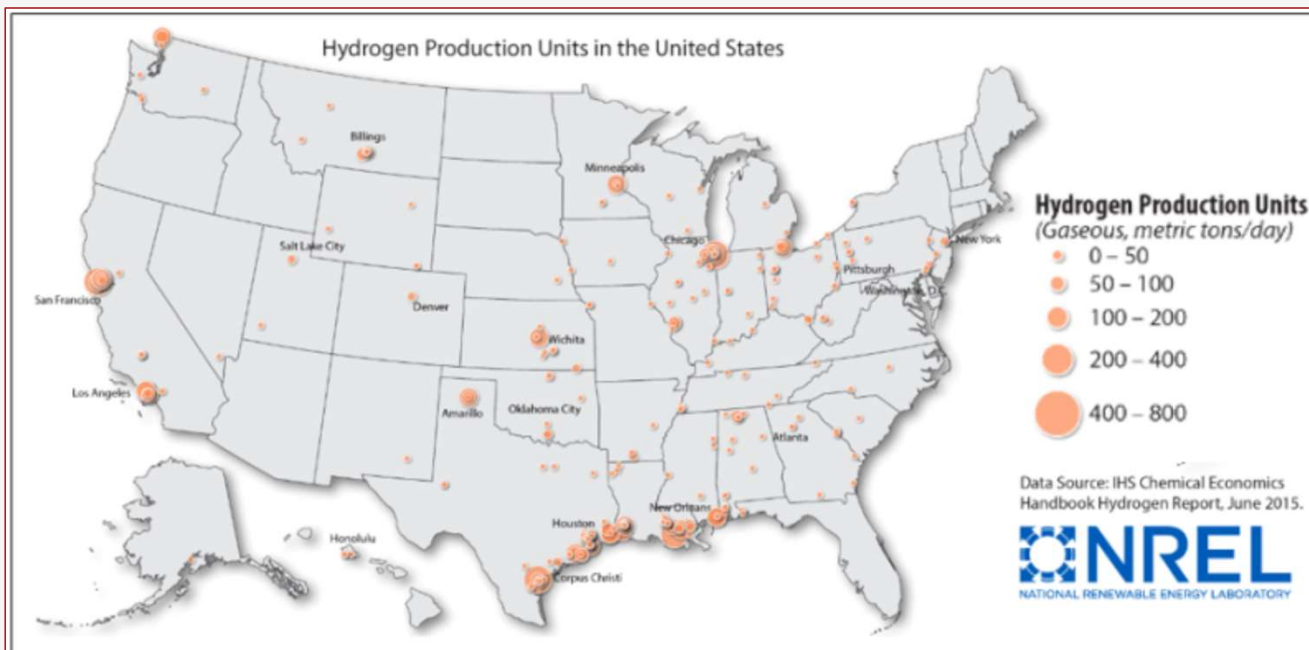 Hydrogen Production Units in the United States
Billings
Minneapolis
Salt Lake City
Chicago
New York
Pittsburgh
Washington, D.C.
San Francisco
Denver
Wichita
Los Angeles
Amarillo
Oklahoma City
Atlanta
New Orlans
Houston
Honolulu
Corpus Christi
Hydrogen Production Units
(Gaseous, metric tons/day)
0 – 50
50 – 100
100 – 200
200 – 400
400 – 800
Data Source: IHS Chemical Economics
Handbook Hydrogen Report, June 2015.
NREL
NATIONAL RENEWABLE ENERGY LABORATORY